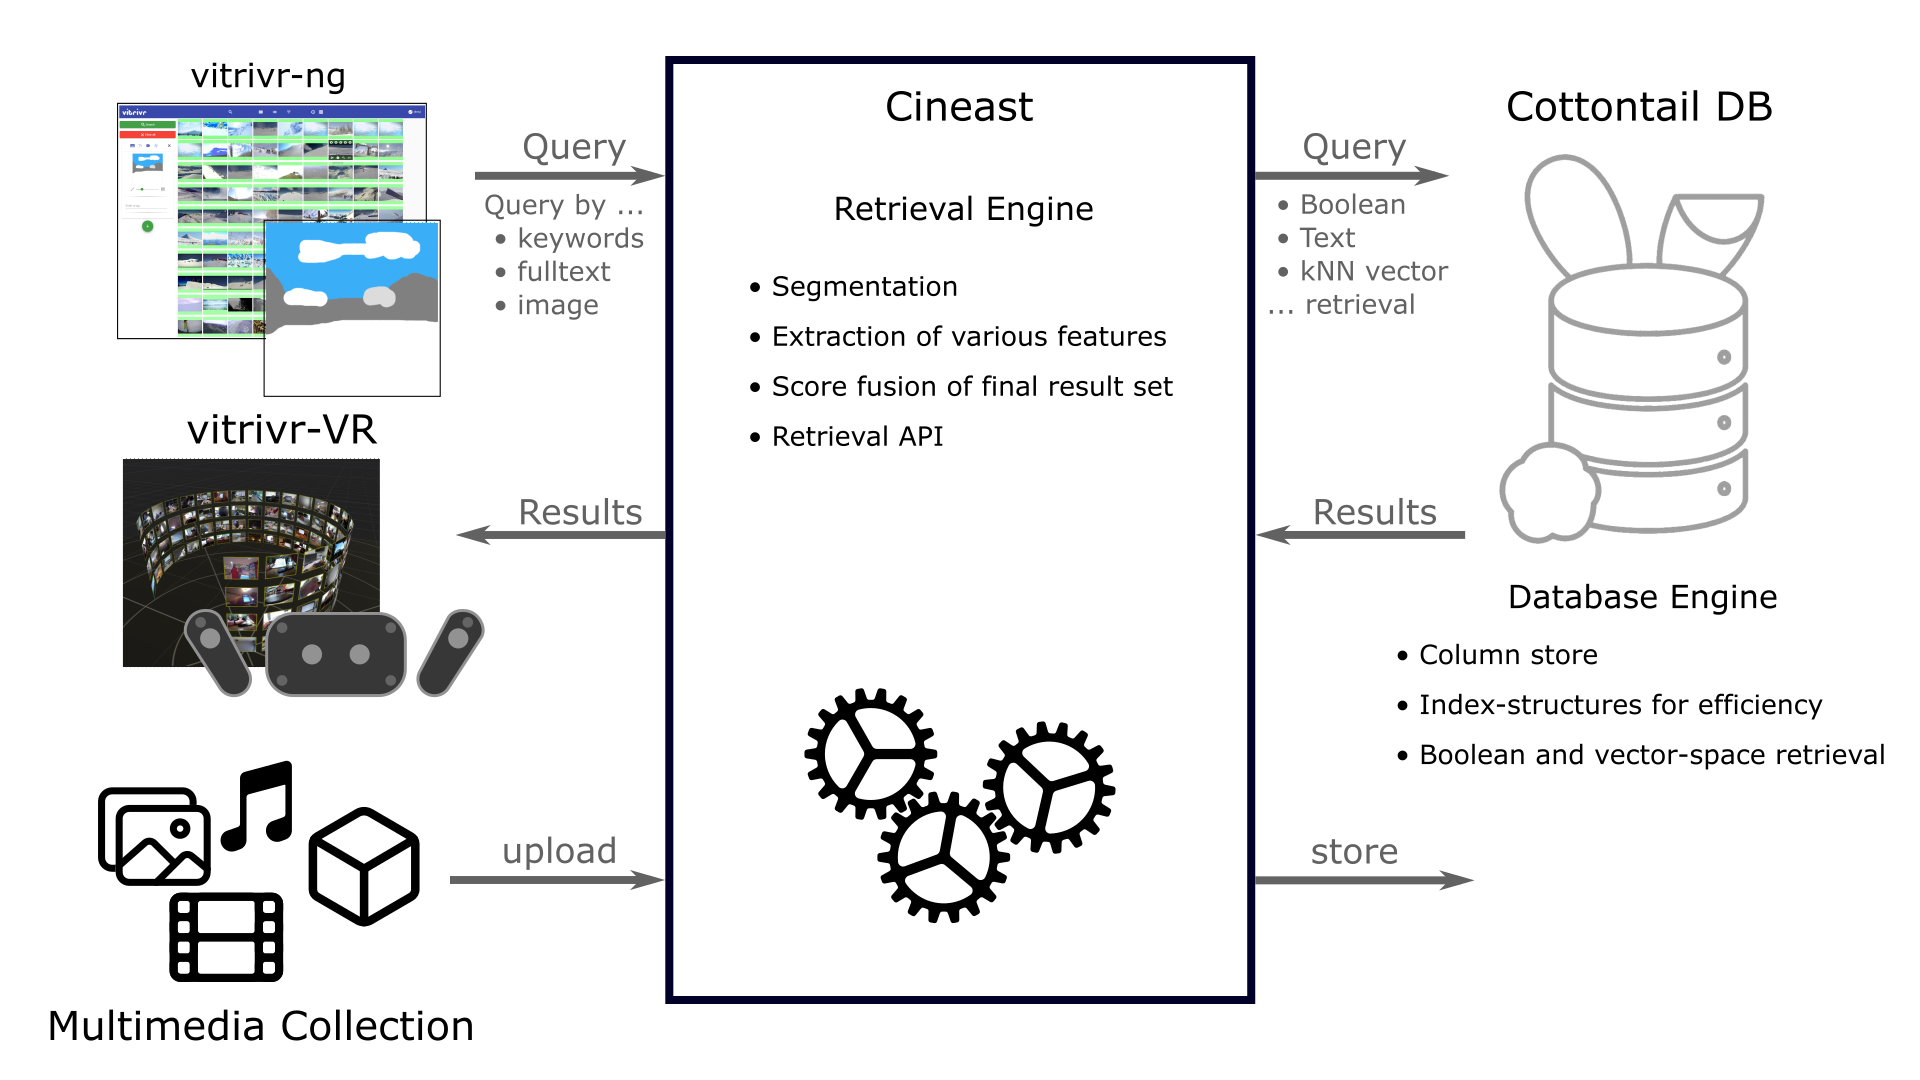 vitrivr-ng
vitrivr
Query
Query by ...
• keywords
• fulltext
• image
vitrivr-VR
Results
upload
Multimedia Collection
Cineast
Retrieval Engine
• Segmentation
• Extraction of various features
• Score fusion of final result set
• Retrieval API
Query
• Boolean
• Text
• kNN vector
... retrieval
Results
store
Cottontail DB
Database Engine
• Column store
• Index-structures for efficiency
• Boolean and vector-space retrieval